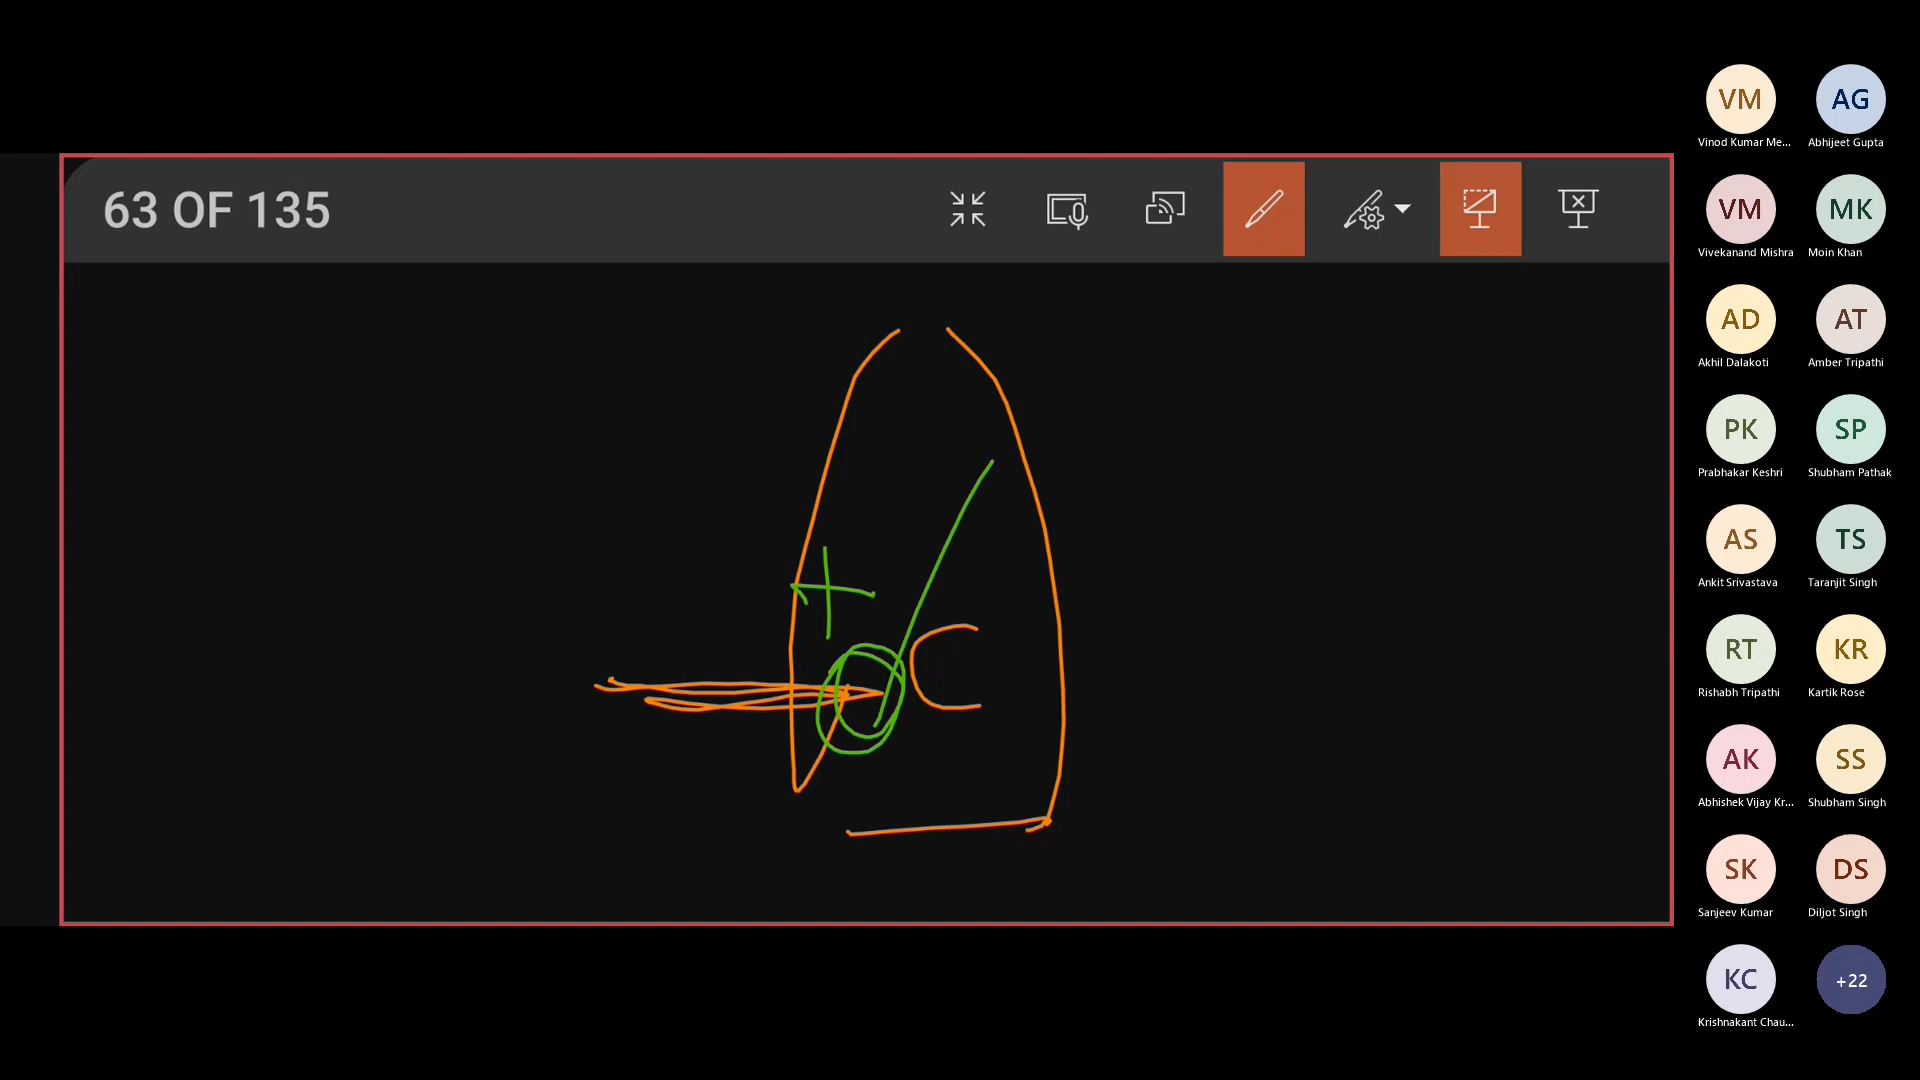 63 OF 135
VM AG
Vinod Kumar Me... Abhijeet Gupta
VM MK
Vivekanand Mishra Moin Khan
AD AT
Akhil Dalakoti Amber Tripathi
PK SP
Prabhakar Keshri Shubham Pathak
AS TS
Ankit Srivastava Taranjit Singh
RT KR
Rishabh Tripathi Kartik Rose
AK SS
Abhishek Vijay Kr... Shubham Singh
SK DS
Sanjeev Kumar Diljot Singh
KC +22
Krishnakant Chau...
+
C